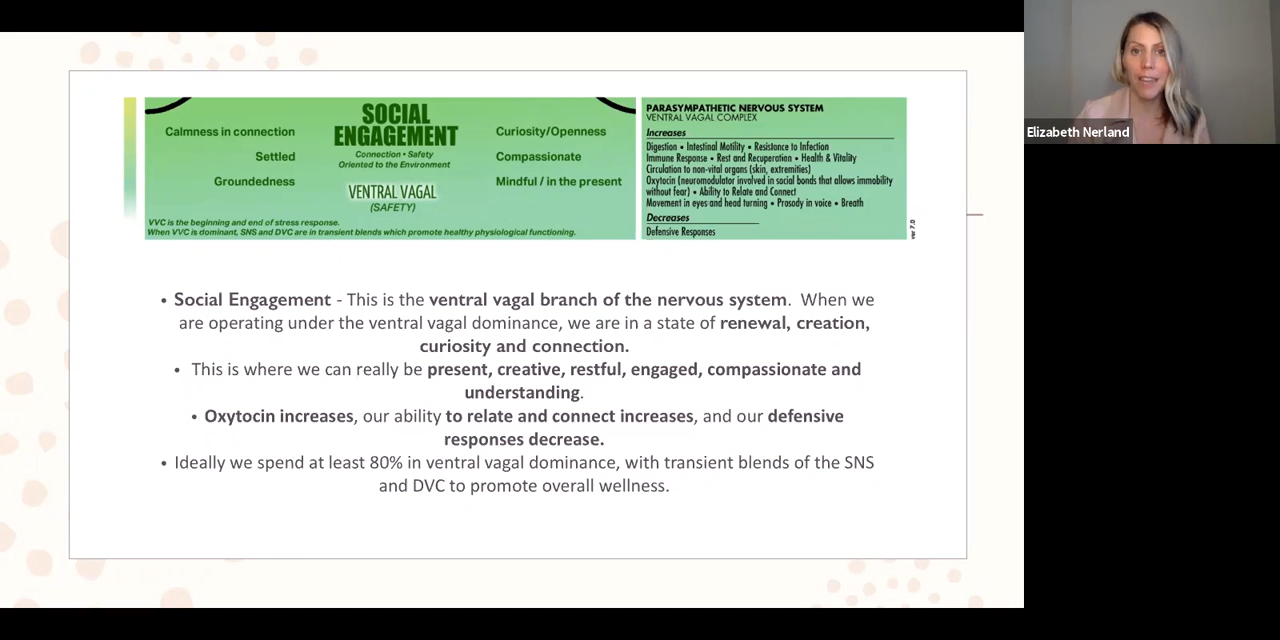 SOCIAL
ENGAGEMENT
Connection • Safety
Oriented to the Environment
VENTRAL VAGAL
(SAFETY)
Calmness in connection
Settled
Groundedness
Curiosity/Openness
Compassionate
Mindful / in the present
VVC is the beginning and end of stress response.
When VVC is dominant, SNS and DVC are in transient blends which promote healthy physiological functioning.
PARASYMPATHETIC NERVOUS SYSTEM
VENTRAL VAGAL COMPLEX
Increases
Digestion • Intestinal Motility • Resistance to Infection
Immune Response • Rest and Recuperation • Health & Vitality
Circulation to non-vital organs (skin, extremities)
Oxytocin (neuromodulator involved in social bonds that allows immobility
without fear) • Ability to Relate and Connect
Movement in eyes and head turning • Prosody in voice • Breath
Decreases
Defensive Responses
ver 7.0
• Social Engagement - This is the ventral vagal branch of the nervous system. When we
are operating under the ventral vagal dominance, we are in a state of renewal, creation,
curiosity and connection.
• This is where we can really be present, creative, restful, engaged, compassionate and
understanding.
• Oxytocin increases, our ability to relate and connect increases, and our defensive
responses decrease.
• Ideally we spend at least 80% in ventral vagal dominance, with transient blends of the SNS
and DVC to promote overall wellness.
Elizabeth Nerland